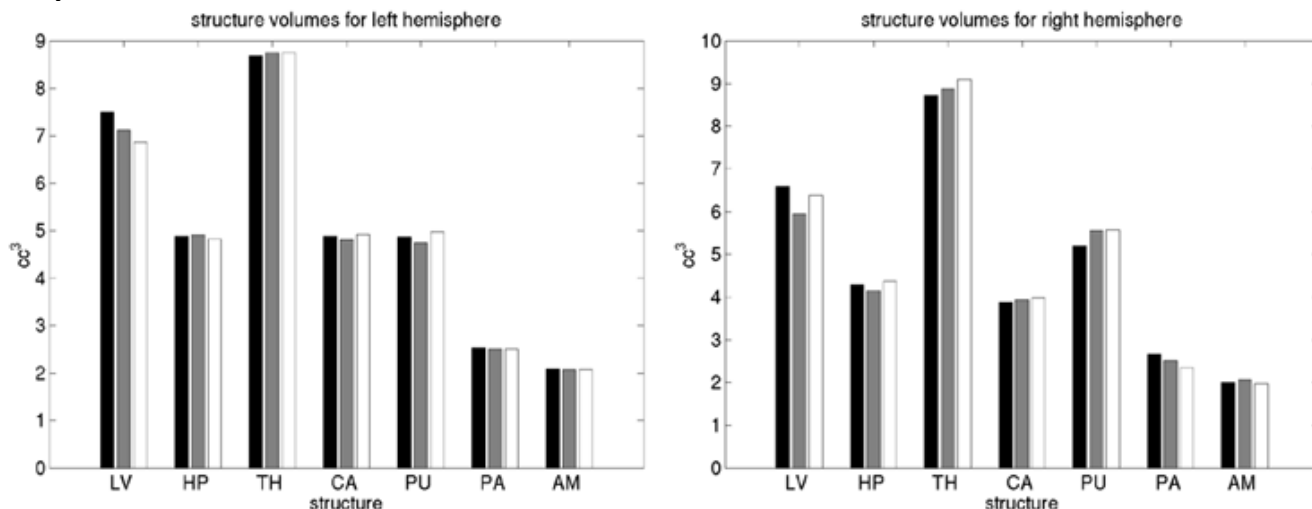 structure volumes for left hemisphere
9
8
7
6
5
4
3
2
1
0
cc³
LV HP TH CA PU PA AM
structure
structure volumes for right hemisphere
10
9
8
7
6
5
4
3
2
1
0
cc³
LV HP TH CA PU PA AM
structure